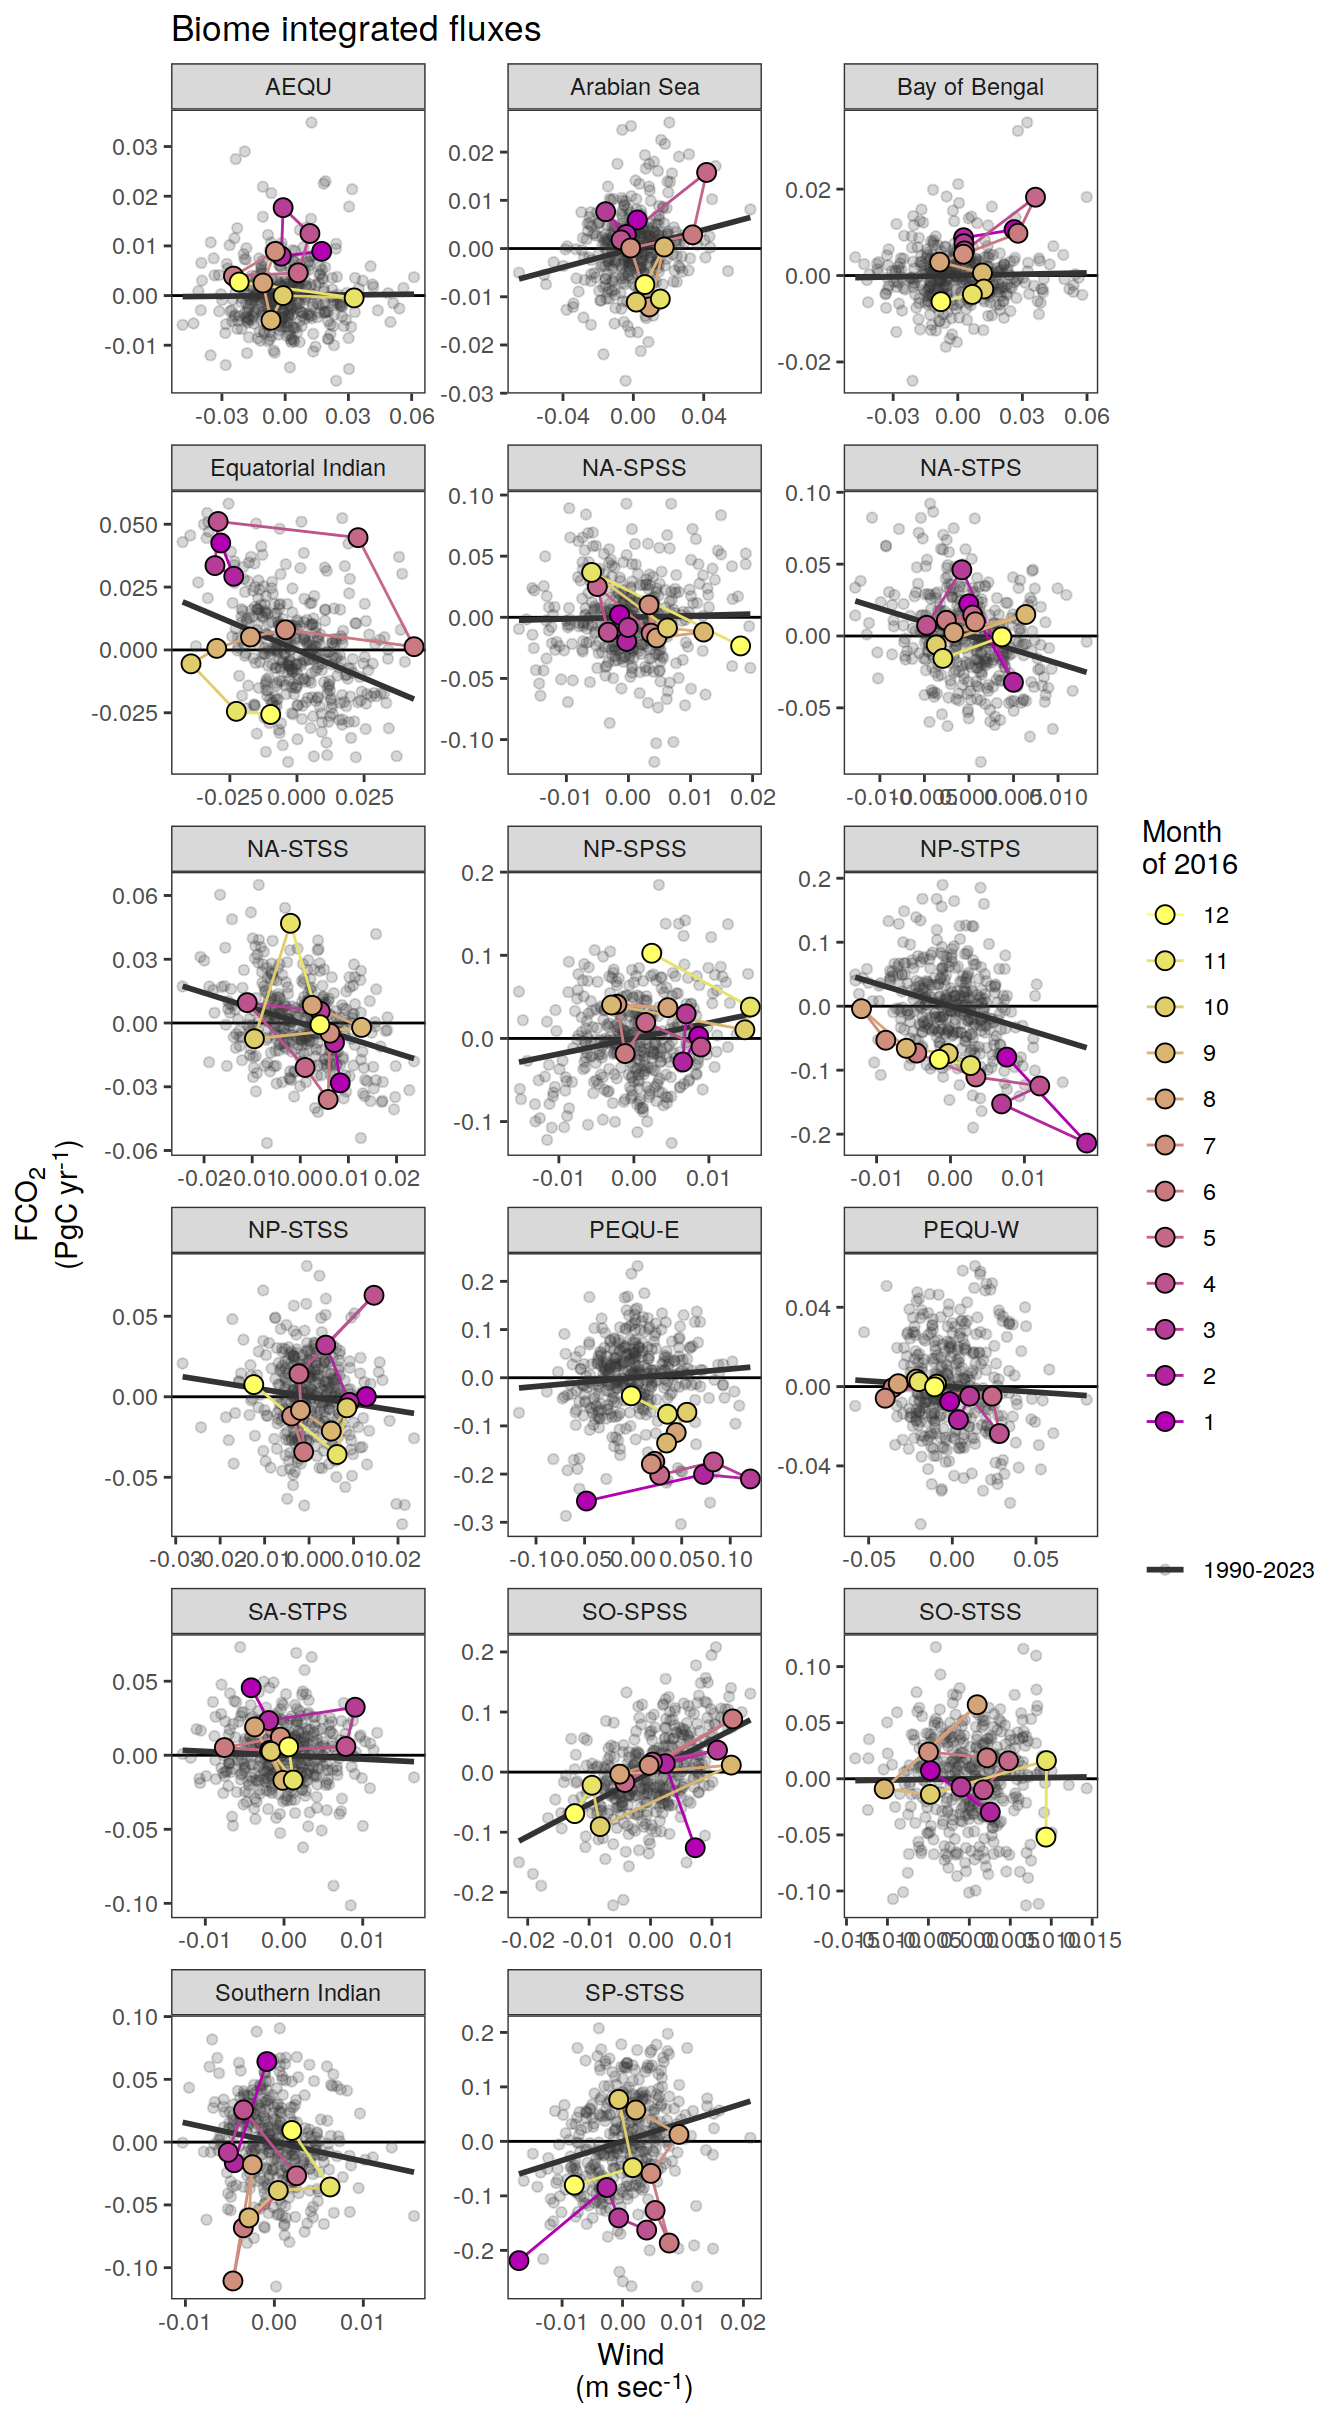 Biome integrated fluxes
AEQU
Arabian Sea
Bay of Bengal
0.03
0.02
0.01
0.00
-0.01
0.02
0.01
0.00
-0.01
-0.02
-0.03
0.02
0.00
-0.02
-0.03 0.00 0.03 0.06
-0.04 0.00 0.04
-0.03 0.00 0.03 0.06
Equatorial Indian
NA-SPSS
NA-STPS
0.050
0.025
0.000
-0.025
0.10
0.05
0.00
-0.05
-0.10
0.10
0.05
0.00
-0.05
-0.025 0.000 0.025
-0.01 0.00 0.01 0.02
-0.010 -0.005 0.000 0.005 0.010
NA-STSS
NP-SPSS
NP-STPS
0.06
0.03
0.00
-0.03
-0.06
0.2
0.1
0.0
-0.1
0.2
0.1
0.0
-0.1
-0.2
-0.02 -0.01 0.00 0.01 0.02
-0.01 0.00 0.01
-0.01 0.00 0.01
NP-STSS
PEQU-E
PEQU-W
0.05
0.00
-0.05
0.2
0.1
0.0
-0.1
-0.2
-0.3
0.04
0.00
-0.04
-0.03 -0.02 -0.01 0.00 0.01 0.02
-0.10 -0.05 0.00 0.05 0.10
-0.05 0.00 0.05
SA-STPS
SO-SPSS
SO-STSS
0.05
0.00
-0.05
-0.10
0.2
0.1
0.0
-0.1
-0.2
0.10
0.05
0.00
-0.05
-0.10
-0.01 0.00 0.01
-0.02 -0.01 0.00 0.01
-0.015 -0.010 -0.005 0.000 0.005 0.010 0.015
Southern Indian
SP-STSS
0.10
0.05
0.00
-0.05
-0.10
0.2
0.1
0.0
-0.1
-0.2
-0.01 0.00 0.01
-0.01 0.00 0.01 0.02
Wind
(m sec⁻¹)
FCO₂
(PgC yr⁻¹)
Month
of 2016
12
11
10
9
8
7
6
5
4
3
2
1
1990-2023